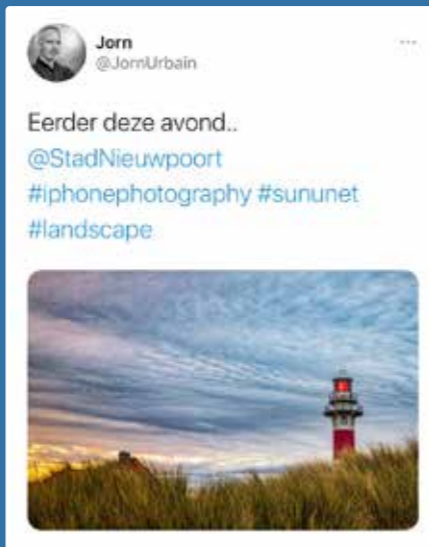 Jorn
@JornUrbain
Eerder deze avond..
@StadNieuwpoort
#iphonephotography #sununet
#landscape